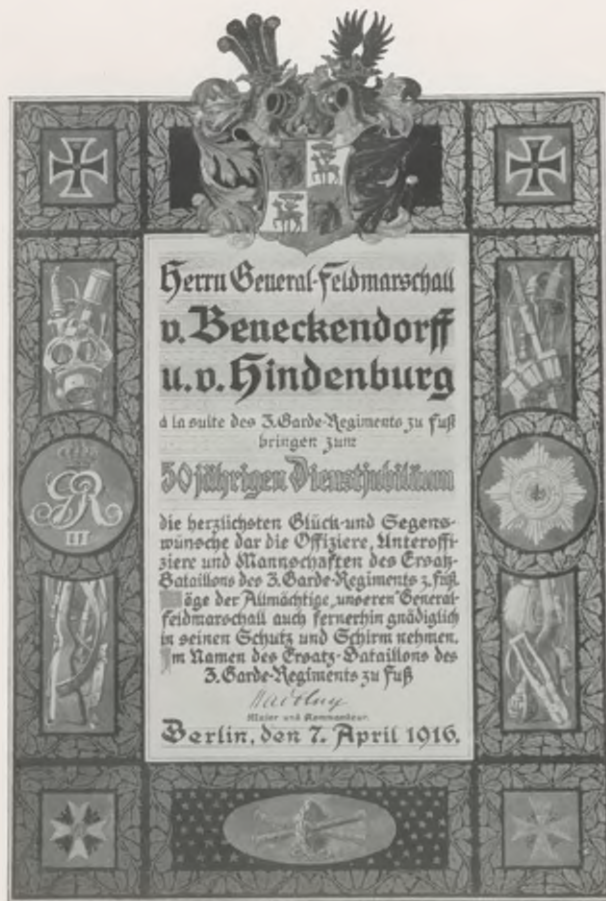 Herrn General-Feldmarschall
v. Beneckendorff
u. v. Hindenburg
à la suite des 3. Garde-Regiments zu Fuß
bringen zum
50 jährigen Dienstjubiläum
die herzlichsten Glück- und Segens-
wünsche dar die Offiziere, Unteroffi-
ziere und Mannschaften des Ersatz-
Bataillons des 3. Garde-Regiments z. Fuß.
Möge der Allmächtige „unseren“ General-
feldmarschall auch fernerhin gnädiglich
in seinen Schutz und Schirm nehmen.
Im Namen des Ersatz-Bataillons des
3. Garde-Regiments zu Fuß
Major und Kommandeur.
Berlin, den 7. April 1916.
III